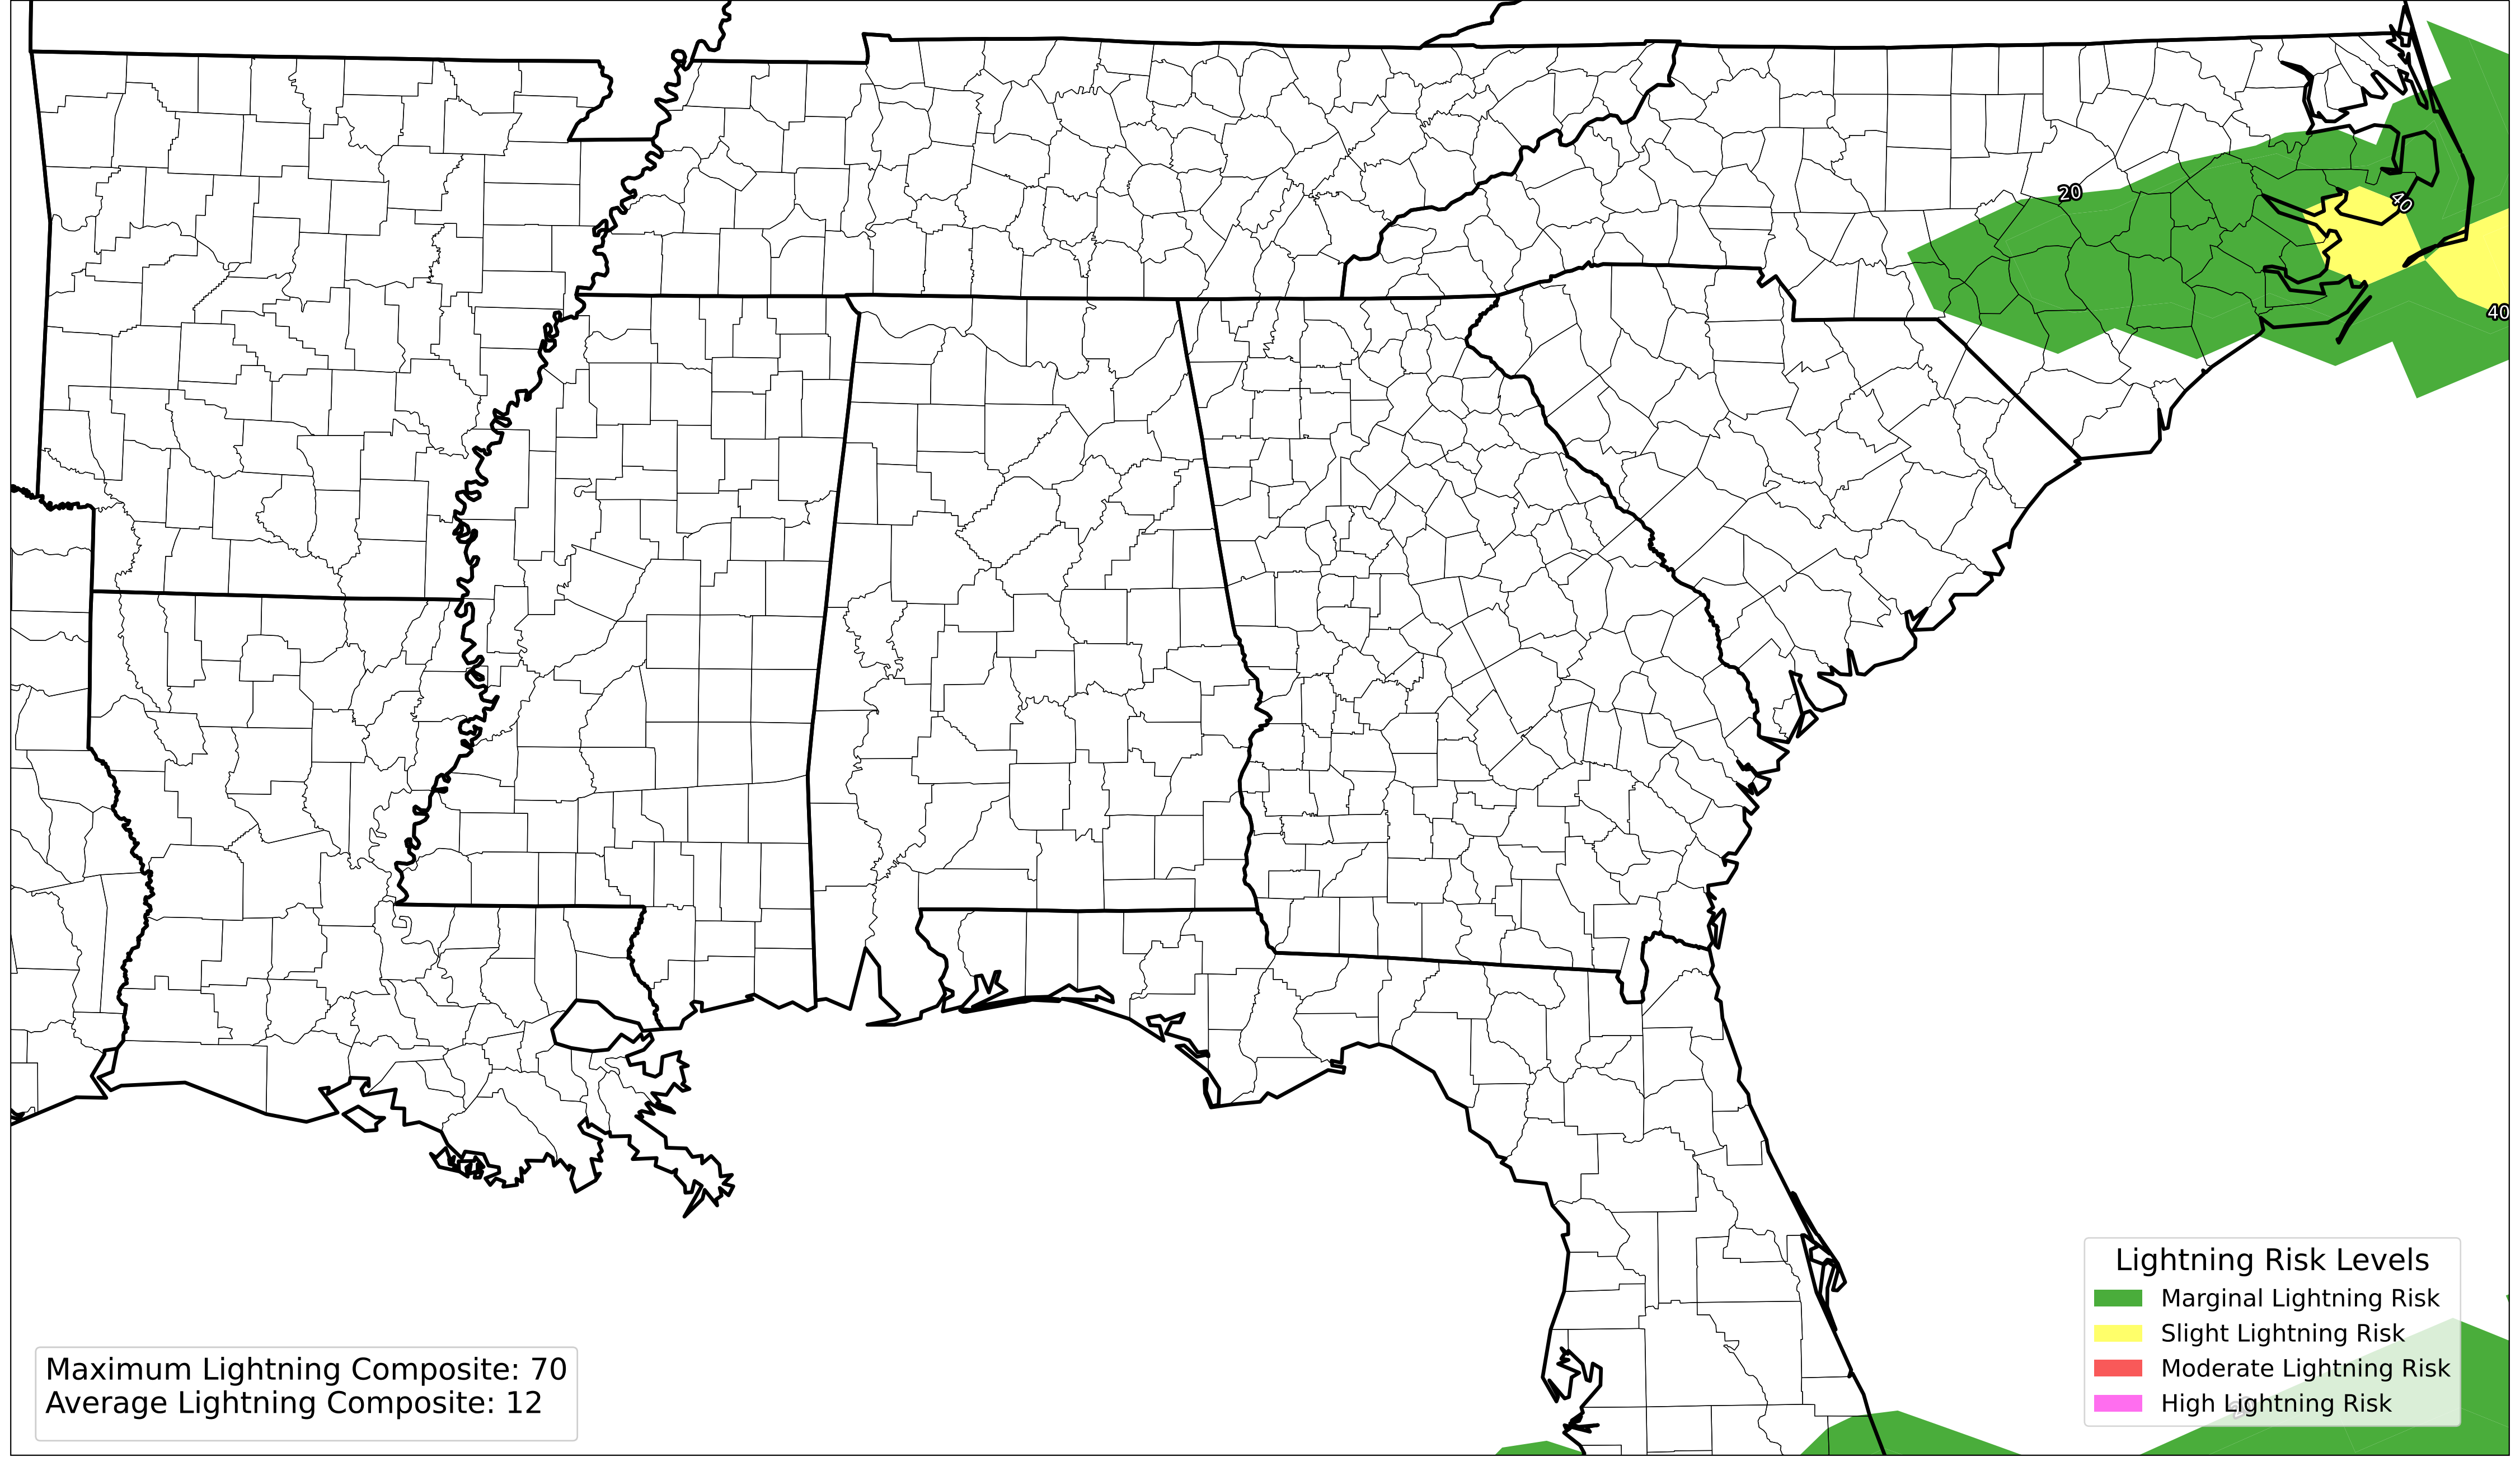 20
40
40
Maximum Lightning Composite: 70
Average Lightning Composite: 12
Lightning Risk Levels
Marginal Lightning Risk
Slight Lightning Risk
Moderate Lightning Risk
High Lightning Risk